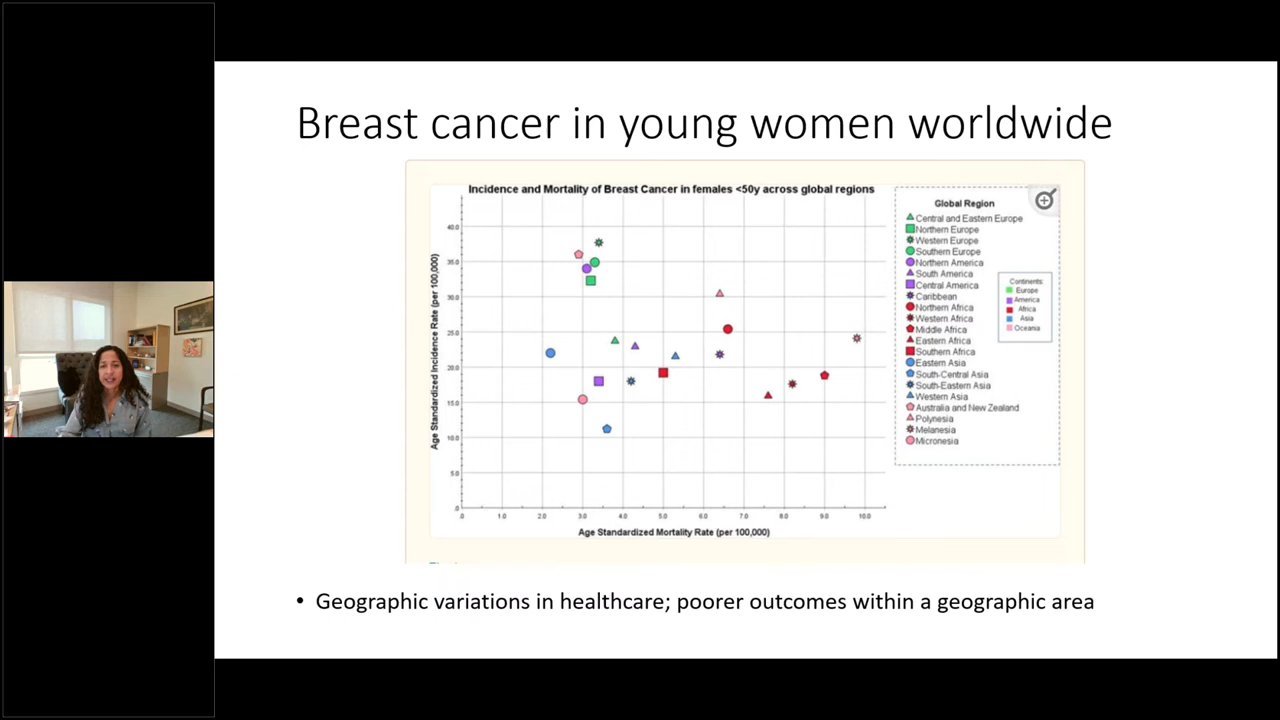 Breast cancer in young women worldwide
Incidence and Mortality of Breast Cancer in females <50y across global regions
Age Standardized Incidence Rate (per 100,000)
40.0
35.0
30.0
25.0
20.0
15.0
10.0
5.0
.0
.0 1.0 2.0 3.0 4.0 5.0 6.0 7.0 8.0 9.0 10.0
Age Standardized Mortality Rate (per 100,000)
Global Region
Central and Eastern Europe
Northern Europe
Western Europe
Southern Europe
Northern America
South America
Central America
Caribbean
Northern Africa
Western Africa
Middle Africa
Eastern Africa
Southern Africa
Eastern Asia
South-Central Asia
South-Eastern Asia
Western Asia
Australia and New Zealand
Polynesia
Melanesia
Micronesia
Continents:
Europe
America
Africa
Asia
Oceania
• Geographic variations in healthcare; poorer outcomes within a geographic area